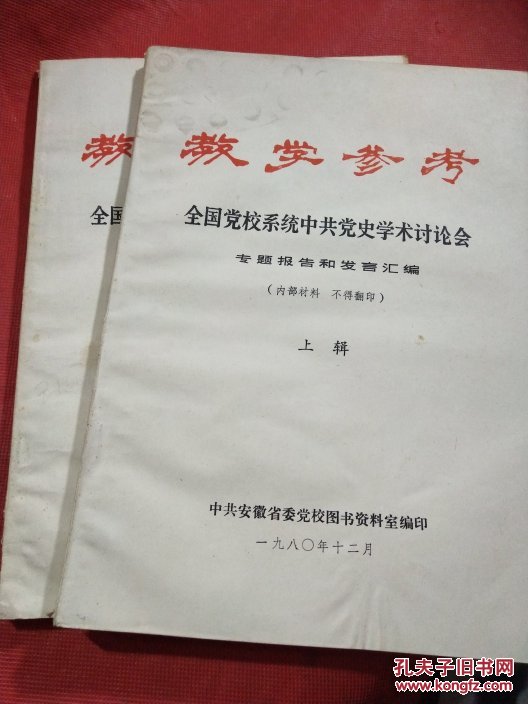 教
全国
教学参考
全国党校系统中共党史学术讨论会
专题报告和发言汇编
（内部材料 不得翻印）
上 辑
中共安徽省委党校图书资料室编印
一九八〇年十二月
孔夫子旧书网
www.kongfz.com